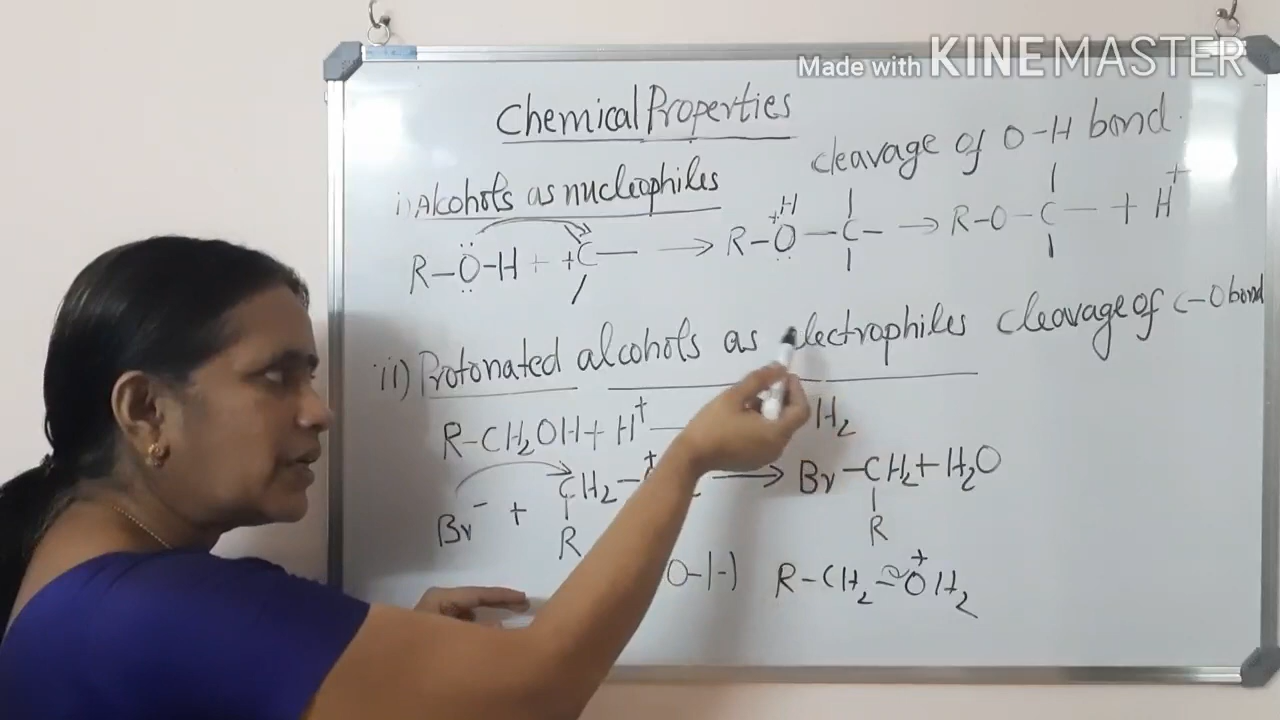 Made with KINEMASTER
Chemical Properties
i) Alcohols as nucleophiles cleavage of O-H bond.
R-Ö-H + +C- → R-O⁺(H)-C- → R-O-C- + H⁺
ii) Protonated alcohols as electrophiles cleavage of C-O bond
R-CH₂OH + H⁺ — H₂
Br⁻ + CH₂- + → Br-CH₂ + H₂O
R R
O-H R-CH₂-O⁺H₂